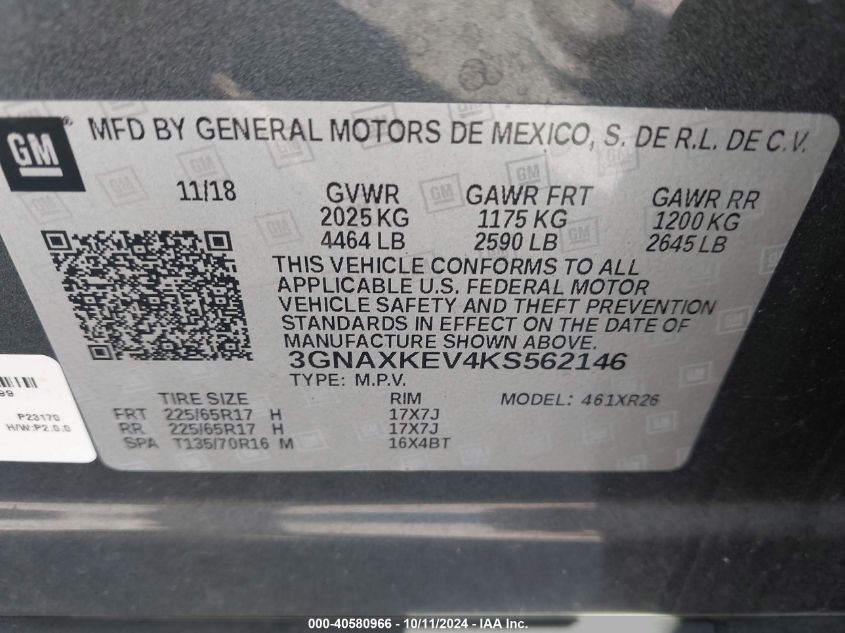 GM
® MFD BY GENERAL MOTORS DE MEXICO, S. DE R.L. DE C.V.
11/18 GVWR GAWR FRT GAWR RR
2025 KG 1175 KG 1200 KG
4464 LB 2590 LB 2645 LB
THIS VEHICLE CONFORMS TO ALL
APPLICABLE U.S. FEDERAL MOTOR
VEHICLE SAFETY AND THEFT PREVENTION
STANDARDS IN EFFECT ON THE DATE OF
MANUFACTURE SHOWN ABOVE.
3GNAXKEV4KS562146
TYPE: M.P.V.
TIRE SIZE RIM MODEL: 461XR26
FRT 225/65R17 H 17X7J
RR 225/65R17 H 17X7J
SPA T135/70R16 M 16X4BT
P23170
H/W:P2.0.0
000-40580966 - 10/11/2024 - IAA Inc.